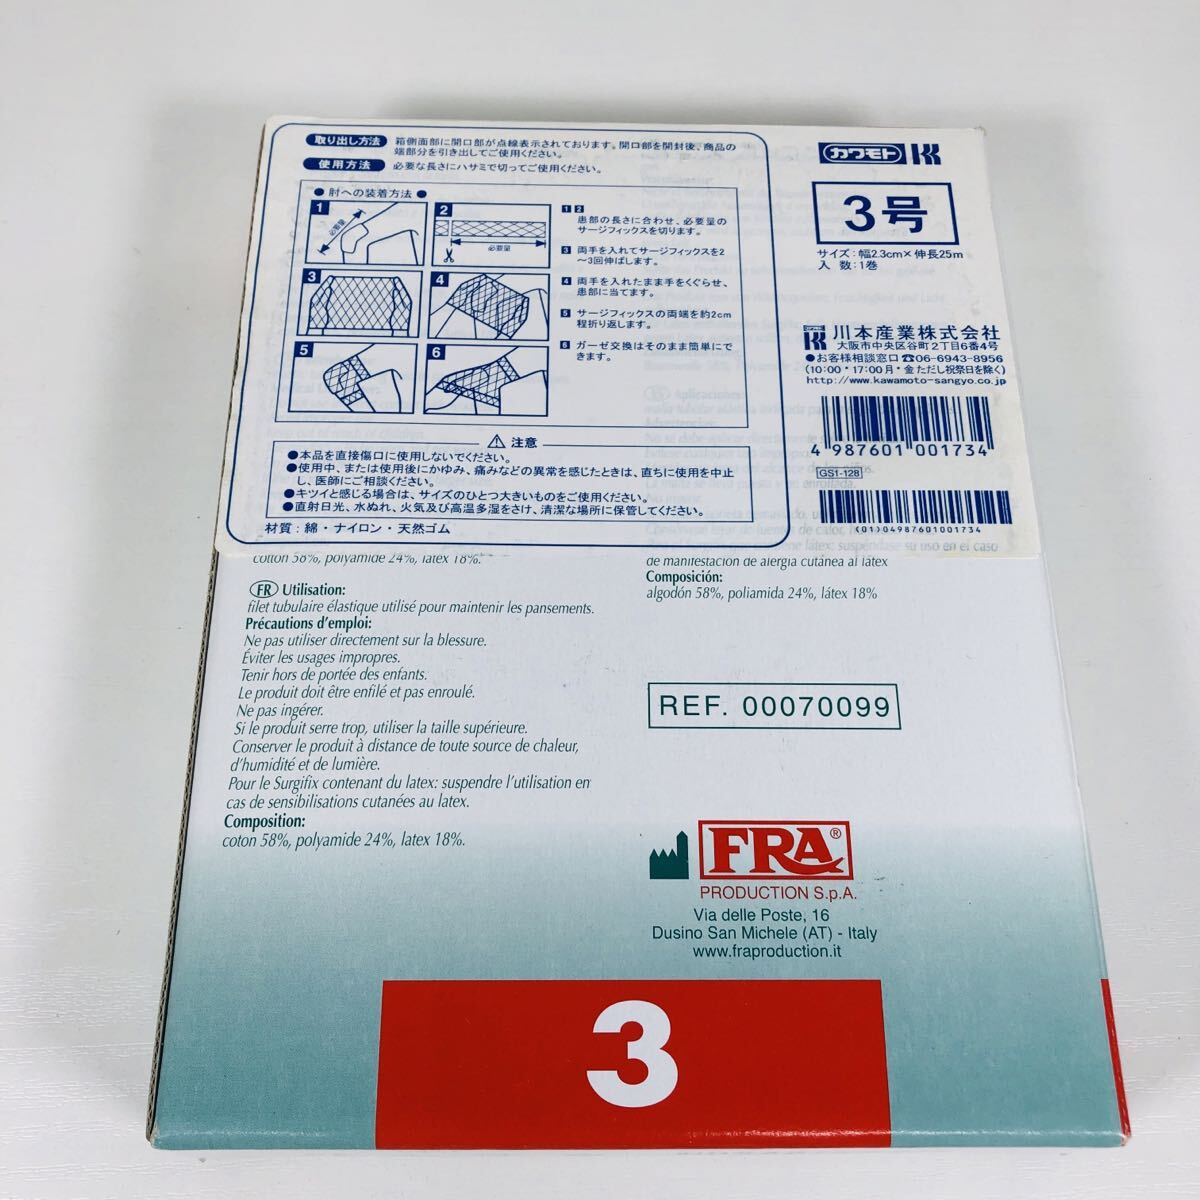 取り出し方法 箱側面部に開口部が点線表示されております。開口部を開封後、商品の
端部分を引き出してご使用ください。
使用方法 必要な長さにハサミで切ってご使用ください。
●肘への装着方法●
1
必要量
2
必要量
3
4
5
6
1 2
患部の長さに合わせ、必要量の
サージフィックスを切ります。
3 両手を入れてサージフィックスを2
～3回伸ばします。
4 両手を入れたまま手をくぐらせ、
患部に当てます。
5 サージフィックスの両端を約2cm
程折り返します。
6 ガーゼ交換はそのまま簡単にで
きます。
注意
●本品を直接傷口に使用しないでください。
●使用中、または使用後にかゆみ、痛みなどの異常を感じたときは、直ちに使用を中止
し、医師にご相談ください。
●キツイと感じる場合は、サイズのひとつ大きいものをご使用ください。
●直射日光、水ぬれ、火気及び高温多湿をさけ、清潔な場所に保管してください。
材質：綿・ナイロン・天然ゴム
カワモト
3号
サイズ：幅2.3cm×伸長25m
入 数：1巻
川本産業株式会社
大阪市中央区谷町2丁目6番4号
●お客様相談窓口☎06-6943-8956
(10:00・17:00 月・金 ただし祝祭日を除く)
http://www.kawamoto-sangyo.co.jp
4 987601 001734
GS1-128
(01)04987601001734
coton 58%, polyamide 24%, latex 18%.
FR Utilisation:
filet tubulaire élastique utilisé pour maintenir les pansements.
Précautions d'emploi:
Ne pas utiliser directement sur la blessure.
Éviter les usages impropres.
Tenir hors de portée des enfants.
Le produit doit être enfilé et pas enroulé.
Ne pas ingérer.
Si le produit serre trop, utiliser la taille supérieure.
Conserver le produit à distance de toute source de chaleur,
d'humidité et de lumière.
Pour le Surgifix contenant du latex: suspendre l'utilisation en
cas de sensibilisations cutanées au latex.
Composition:
coton 58%, polyamide 24%, latex 18%.
de manifestación de alergia cutánea al látex
Composición:
algodón 58%, poliamida 24%, látex 18%
REF. 00070099
FRA®
PRODUCTION S.p.A.
Via delle Poste, 16
Dusino San Michele (AT) - Italy
www.fraproduction.it
3